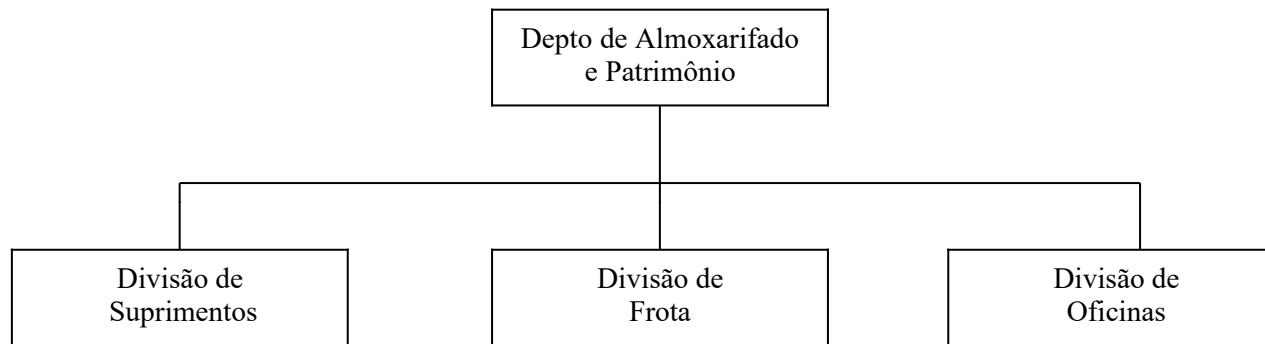 Depto de Almoxarifado
e Patrimônio
Divisão de
Suprimentos
Divisão de
Frota
Divisão de
Oficinas